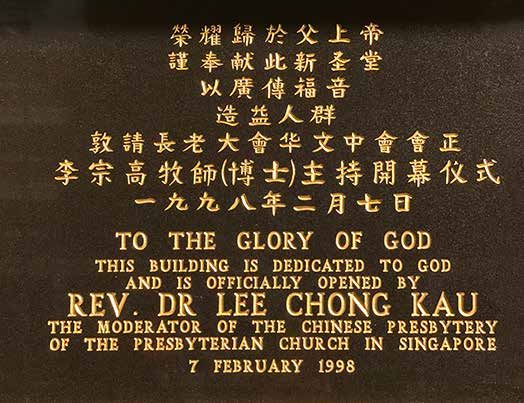 榮耀歸於父上帝
謹奉献此新圣堂
以廣傳福音
造益人群
敦請長老大會华文中會會正
李宗高牧師(博士)主持開幕仪式
一九九八年二月七日
TO THE GLORY OF GOD
THIS BUILDING IS DEDICATED TO GOD
AND IS OFFICIALLY OPENED BY
REV. DR LEE CHONG KAU
THE MODERATOR OF THE CHINESE PRESBYTERY
OF THE PRESBYTERIAN CHURCH IN SINGAPORE
7 FEBRUARY 1998